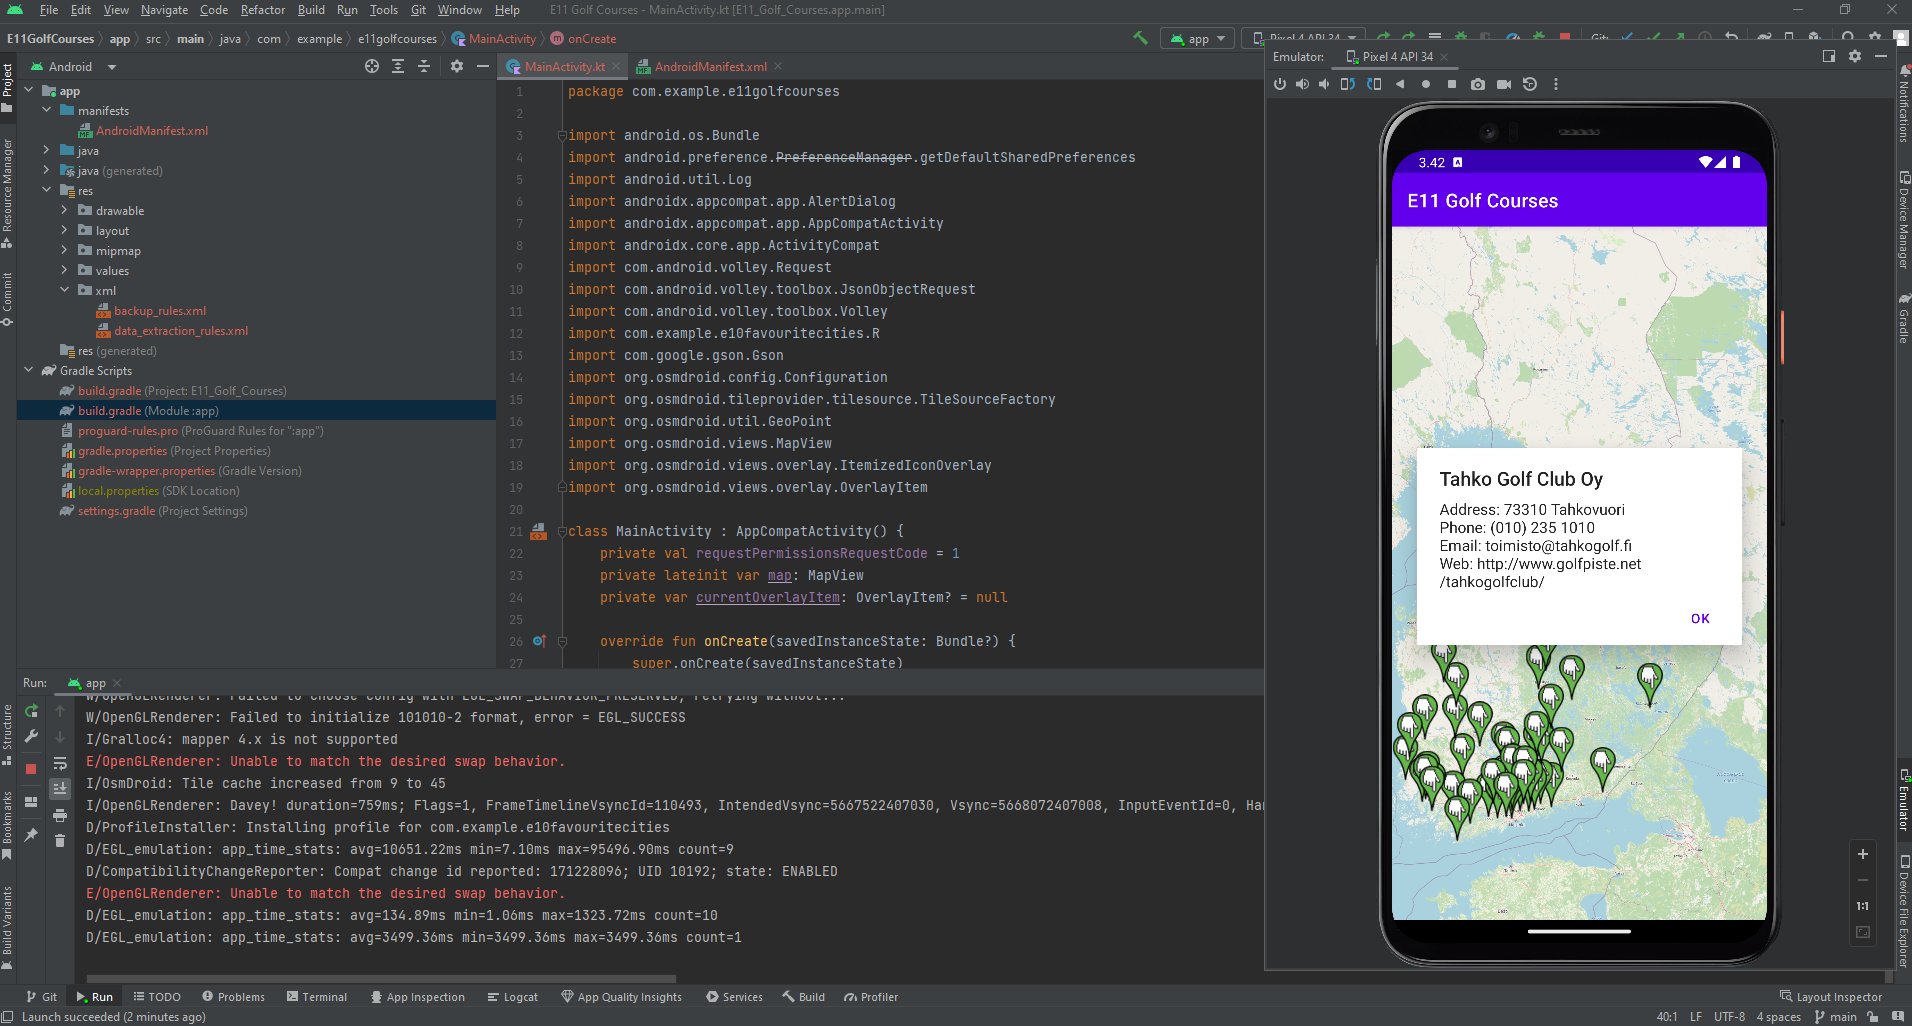 File Edit View Navigate Code Refactor Build Run Tools Git Window Help E11 Golf Courses - MainActivity.kt [E11_Golf_Courses.app.main]
E11GolfCourses app src main java com example e11golfcourses MainActivity onCreate app Pixel 4 API 34 Git:
Android
app
manifests
AndroidManifest.xml
java
java (generated)
res
drawable
layout
mipmap
values
xml
backup_rules.xml
data_extraction_rules.xml
res (generated)
Gradle Scripts
build.gradle (Project: E11_Golf_Courses)
build.gradle (Module :app)
proguard-rules.pro (ProGuard Rules for ":app")
gradle.properties (Project Properties)
gradle-wrapper.properties (Gradle Version)
local.properties (SDK Location)
settings.gradle (Project Settings)
Project
Resource Manager
Commit
Structure
Bookmarks
Build Variants
MainActivity.kt AndroidManifest.xml
1 package com.example.e11golfcourses
2
3 import android.os.Bundle
4 import android.preference.PreferenceManager.getDefaultSharedPreferences
5 import android.util.Log
6 import androidx.appcompat.app.AlertDialog
7 import androidx.appcompat.app.AppCompatActivity
8 import androidx.core.app.ActivityCompat
9 import com.android.volley.Request
10 import com.android.volley.toolbox.JsonObjectRequest
11 import com.android.volley.toolbox.Volley
12 import com.example.e10favouritecities.R
13 import com.google.gson.Gson
14 import org.osmdroid.config.Configuration
15 import org.osmdroid.tileprovider.tilesource.TileSourceFactory
16 import org.osmdroid.util.GeoPoint
17 import org.osmdroid.views.MapView
18 import org.osmdroid.views.overlay.ItemizedIconOverlay
19 import org.osmdroid.views.overlay.OverlayItem
20
21 class MainActivity : AppCompatActivity() {
22 private val requestPermissionsRequestCode = 1
23 private lateinit var map: MapView
24 private var currentOverlayItem: OverlayItem? = null
25
26 override fun onCreate(savedInstanceState: Bundle?) {
27 super.onCreate(savedInstanceState)
Emulator: Pixel 4 API 34
3.42
E11 Golf Courses
Tahko Golf Club Oy
Address: 73310 Tahkovuori
Phone: (010) 235 1010
Email: toimisto@tahkogolf.fi
Web: http://www.golfpiste.net
/tahkogolfclub/
OK
1:1
Notifications
Device Manager
Gradle
Emulator
Device File Explorer
Run: app
W/OpenGLRenderer: Failed to choose config with EGL_SWAP_BEHAVIOR_PRESERVED, retrying without...
W/OpenGLRenderer: Failed to initialize 101010-2 format, error = EGL_SUCCESS
I/Gralloc4: mapper 4.x is not supported
E/OpenGLRenderer: Unable to match the desired swap behavior.
I/OsmDroid: Tile cache increased from 9 to 45
I/OpenGLRenderer: Davey! duration=759ms; Flags=1, FrameTimelineVsyncId=110493, IntendedVsync=5667522407030, Vsync=5668072407008, InputEventId=0, Ha
D/ProfileInstaller: Installing profile for com.example.e10favouritecities
D/EGL_emulation: app_time_stats: avg=10651.22ms min=7.10ms max=95496.90ms count=9
D/CompatibilityChangeReporter: Compat change id reported: 171228096; UID 10192; state: ENABLED
E/OpenGLRenderer: Unable to match the desired swap behavior.
D/EGL_emulation: app_time_stats: avg=134.89ms min=1.06ms max=1323.72ms count=10
D/EGL_emulation: app_time_stats: avg=3499.36ms min=3499.36ms max=3499.36ms count=1
Git Run TODO Problems Terminal App Inspection Logcat App Quality Insights Services Build Profiler Layout Inspector
Launch succeeded (2 minutes ago) 40:1 LF UTF-8 4 spaces main